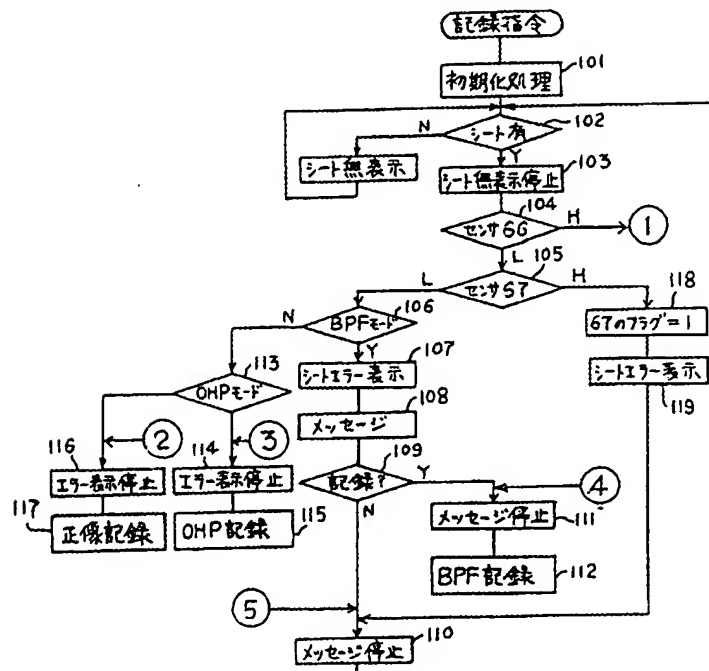 記録指令
初期化処理
101
シート有
102
N
Y
シート無表示
シート無表示停止
103
センサ66
104
H
①
L
センサ67
105
L
H
BPFモード
106
N
Y
67のフラグ=1
118
シートエラー表示
107
シートエラー表示
119
OHPモード
113
メッセージ
108
②
③
記録?
109
Y
N
④
エラー表示停止
116
エラー表示停止
114
メッセージ停止
111
正像記録
117
OHP記録
115
BPF記録
112
⑤
メッセージ停止
110